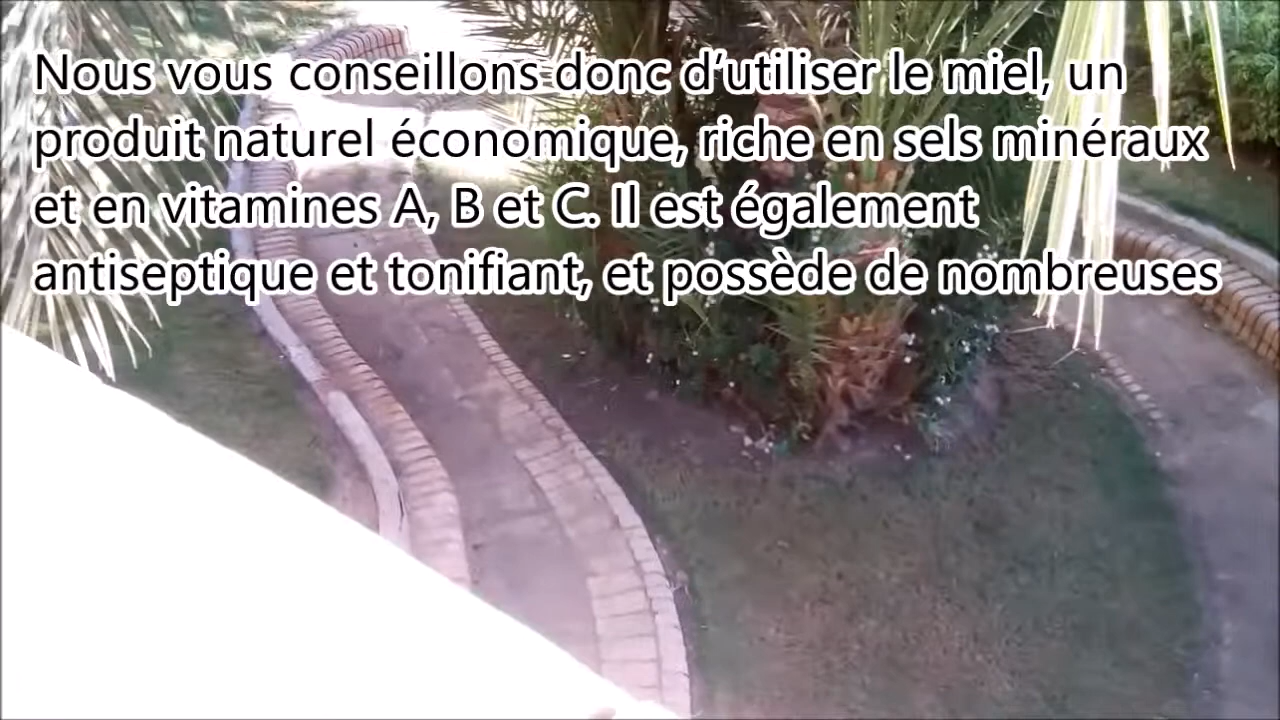 Nous vous conseillons donc d’utiliser le miel, un
produit naturel économique, riche en sels minéraux
et en vitamines A, B et C. Il est également
antiseptique et tonifiant, et possède de nombreuses